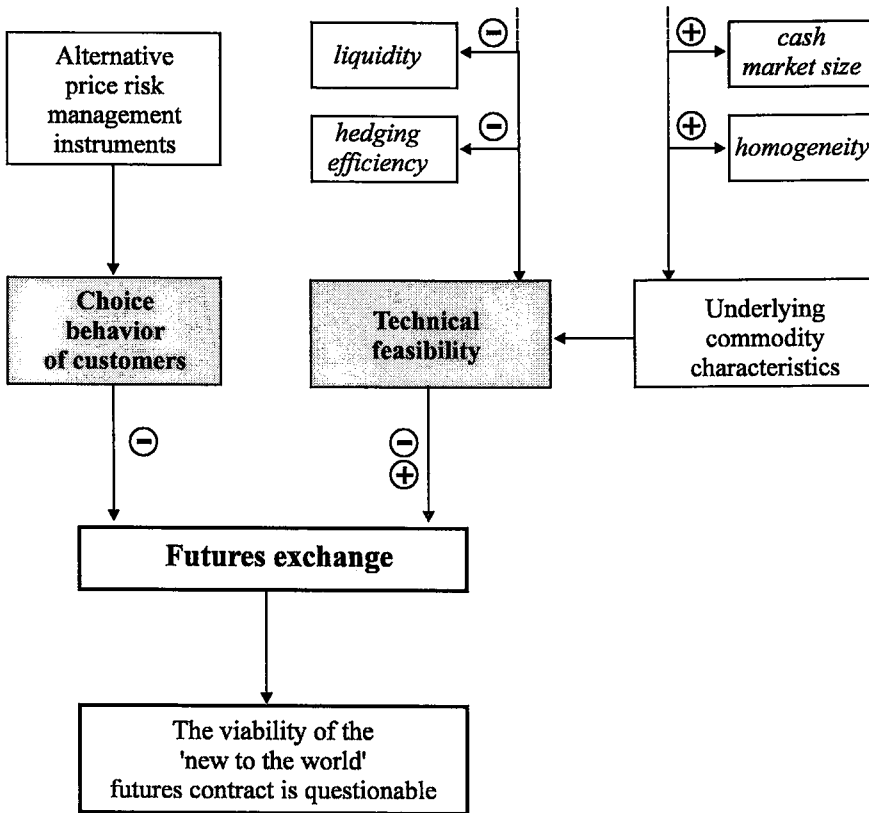 Alternative
price risk
management
instruments
liquidity
hedging
efficiency
cash
market size
homogeneity
Choice
behavior
of customers
Technical
feasibility
Underlying
commodity
characteristics
Futures exchange
The viability of the
'new to the world'
futures contract is questionable